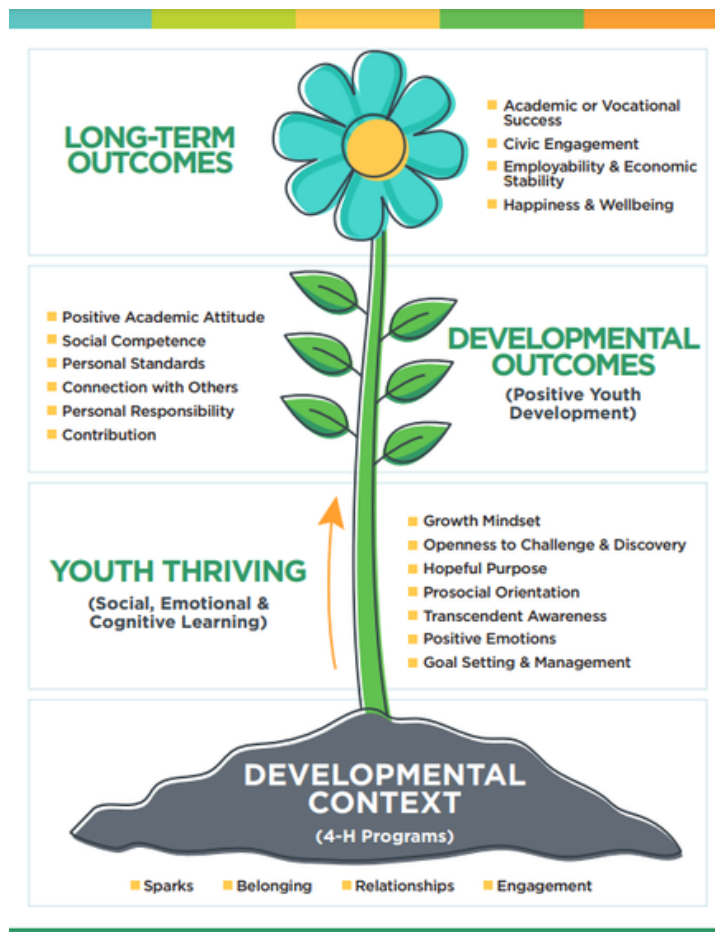 LONG-TERM
OUTCOMES
Academic or Vocational
Success
Civic Engagement
Employability & Economic
Stability
Happiness & Wellbeing
Positive Academic Attitude
Social Competence
Personal Standards
Connection with Others
Personal Responsibility
Contribution
DEVELOPMENTAL
OUTCOMES
(Positive Youth
Development)
YOUTH THRIVING
(Social, Emotional &
Cognitive Learning)
Growth Mindset
Openness to Challenge & Discovery
Hopeful Purpose
Prosocial Orientation
Transcendent Awareness
Positive Emotions
Goal Setting & Management
DEVELOPMENTAL
CONTEXT
(4-H Programs)
Sparks Belonging Relationships Engagement